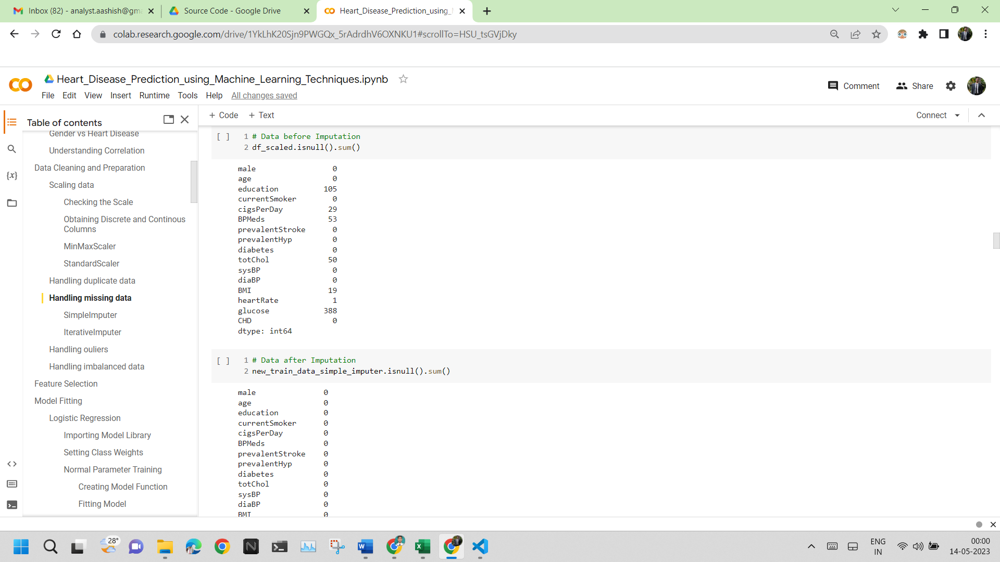 Inbox (82) - analyst.aashish@gm
Source Code - Google Drive
Heart_Disease_Prediction_using_
colab.research.google.com/drive/1YkLhK20Sjn9PWGQx_5rAdrdhV6OXNKU1#scrollTo=HSU_tsGVjDky
Heart_Disease_Prediction_using_Machine_Learning_Techniques.ipynb
File Edit View Insert Runtime Tools Help All changes saved
Comment
Share
Table of contents
+ Code + Text
Connect
Gender vs Heart Disease
Understanding Correlation
Data Cleaning and Preparation
Scaling data
Checking the Scale
Obtaining Discrete and Continous
Columns
MinMaxScaler
StandardScaler
Handling duplicate data
Handling missing data
SimpleImputer
IterativeImputer
Handling ouliers
Handling imbalanced data
Feature Selection
Model Fitting
Logistic Regression
Importing Model Library
Setting Class Weights
Normal Parameter Training
Creating Model Function
Fitting Model
[ ] 1 # Data before Imputation
2 df_scaled.isnull().sum()
male 0
age 0
education 105
currentSmoker 0
cigsPerDay 29
BPMeds 53
prevalentStroke 0
prevalentHyp 0
diabetes 0
totChol 50
sysBP 0
diaBP 0
BMI 19
heartRate 1
glucose 388
CHD 0
dtype: int64
[ ] 1 # Data after Imputation
2 new_train_data_simple_imputer.isnull().sum()
male 0
age 0
education 0
currentSmoker 0
cigsPerDay 0
BPMeds 0
prevalentStroke 0
prevalentHyp 0
diabetes 0
totChol 0
sysBP 0
diaBP 0
BMI 0
{x}
28°
ENG
IN
00:00
14-05-2023